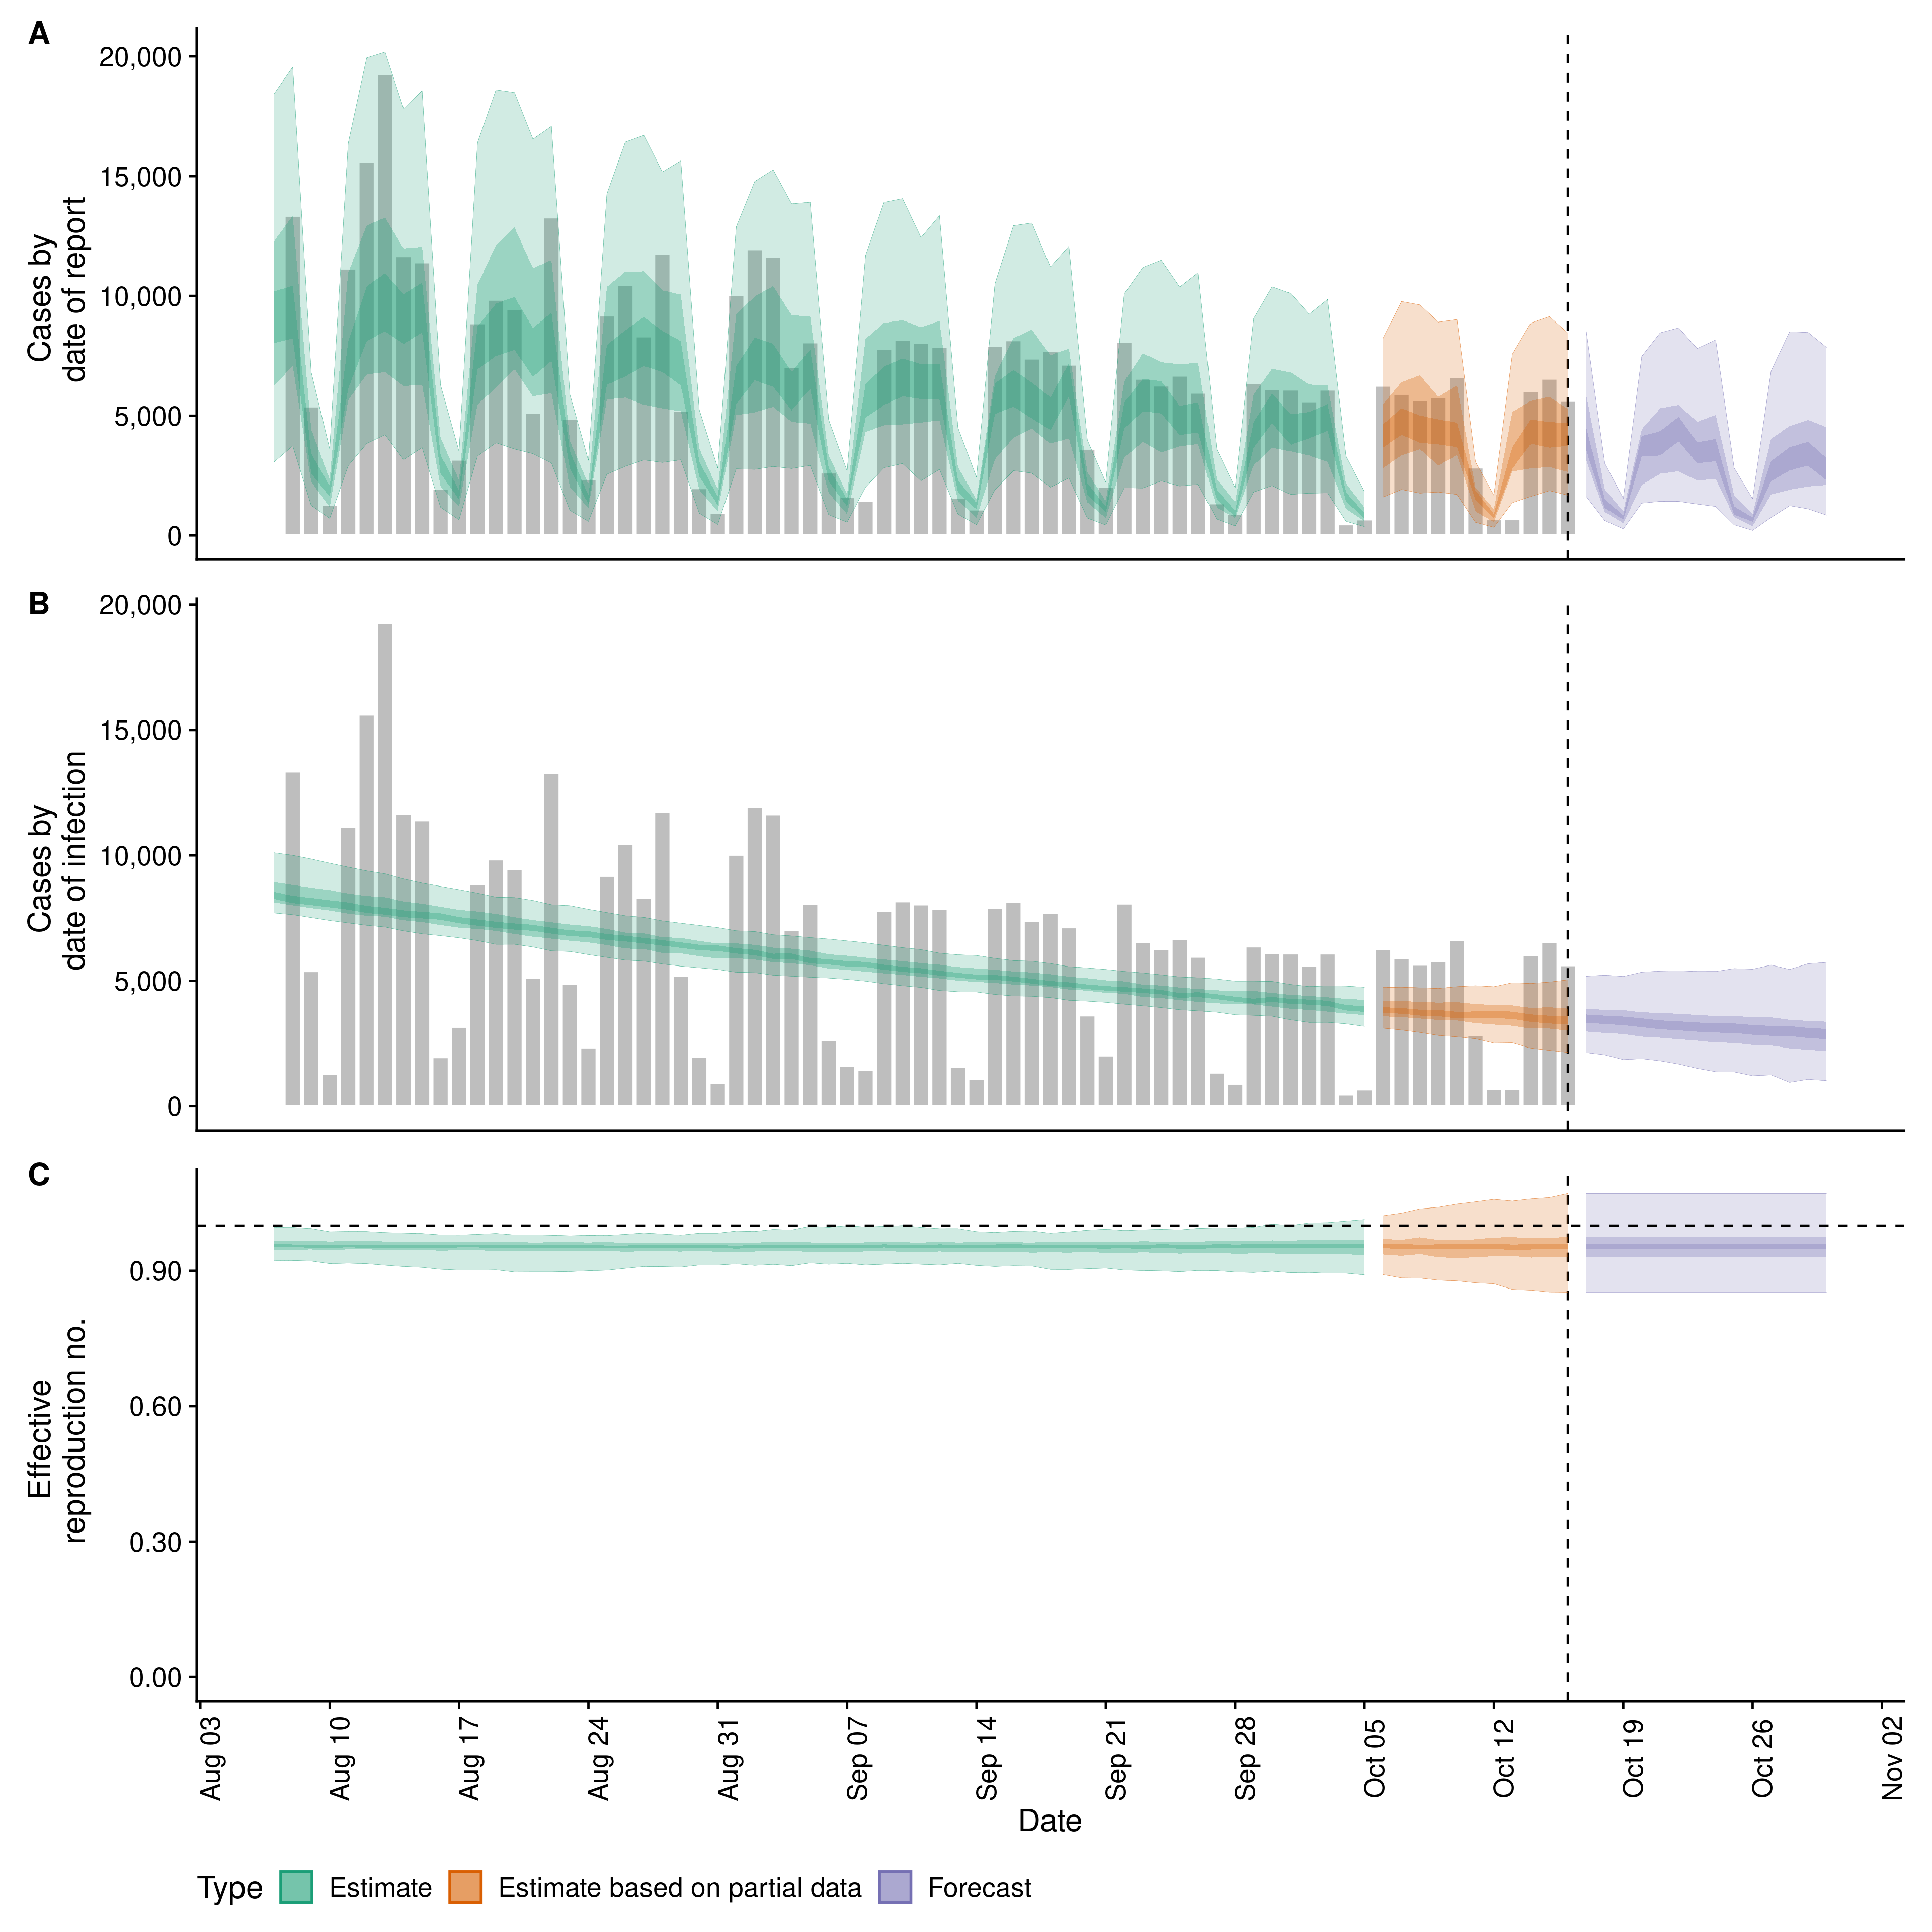 A
20,000
15,000
10,000
5,000
0
Cases by
date of report
B
20,000
15,000
10,000
5,000
0
Cases by
date of infection
C
0.90
0.60
0.30
0.00
Effective
reproduction no.
Aug 03
Aug 10
Aug 17
Aug 24
Aug 31
Sep 07
Sep 14
Sep 21
Sep 28
Oct 05
Oct 12
Oct 19
Oct 26
Nov 02
Date
Type Estimate Estimate based on partial data Forecast